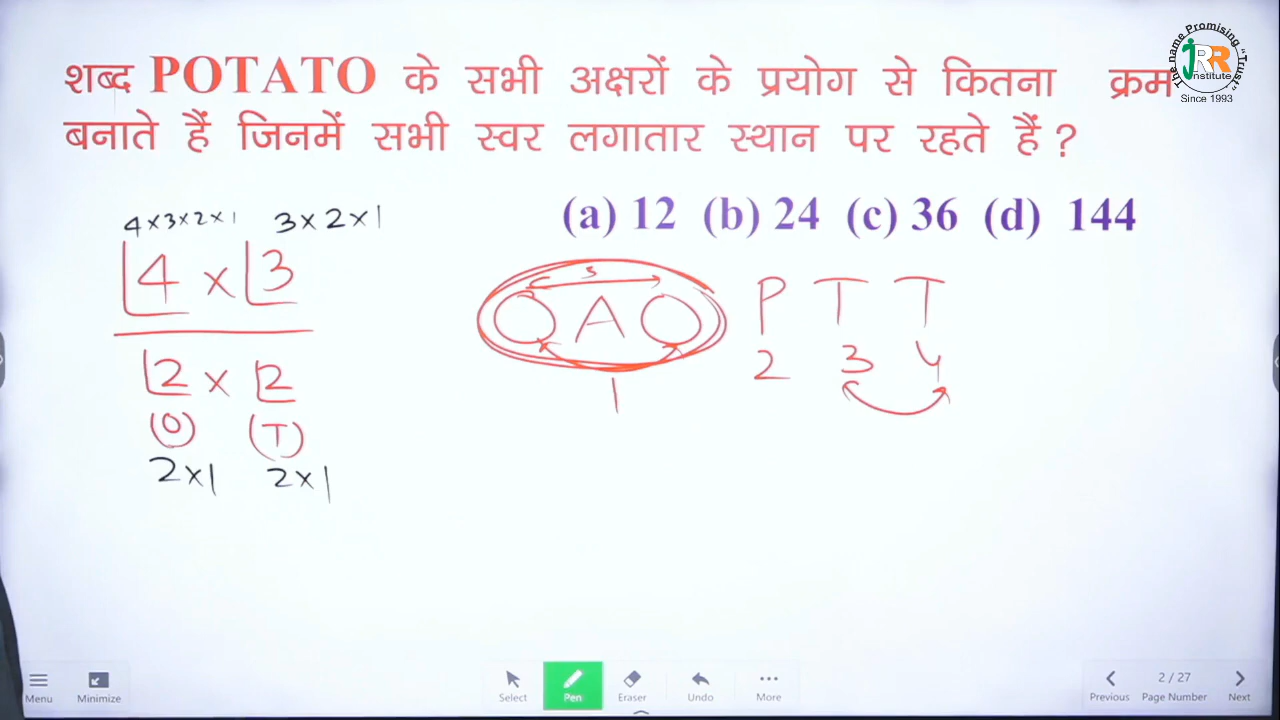 The name Promising "Trust"
JRR
institute
Since 1993
शब्द POTATO के सभी अक्षरों के प्रयोग से कितना क्रम
बनाते हैं जिनमें सभी स्वर लगातार स्थान पर रहते हैं ?
(a) 12 (b) 24 (c) 36 (d) 144
4×3×2×1 3×2×1
4 × 3
2 × 2
(O) (T)
2×1 2×1
3
O A O P T T
1 2 3 4
Menu Minimize Select Pen Eraser Undo More Previous 2 / 27 Page Number Next